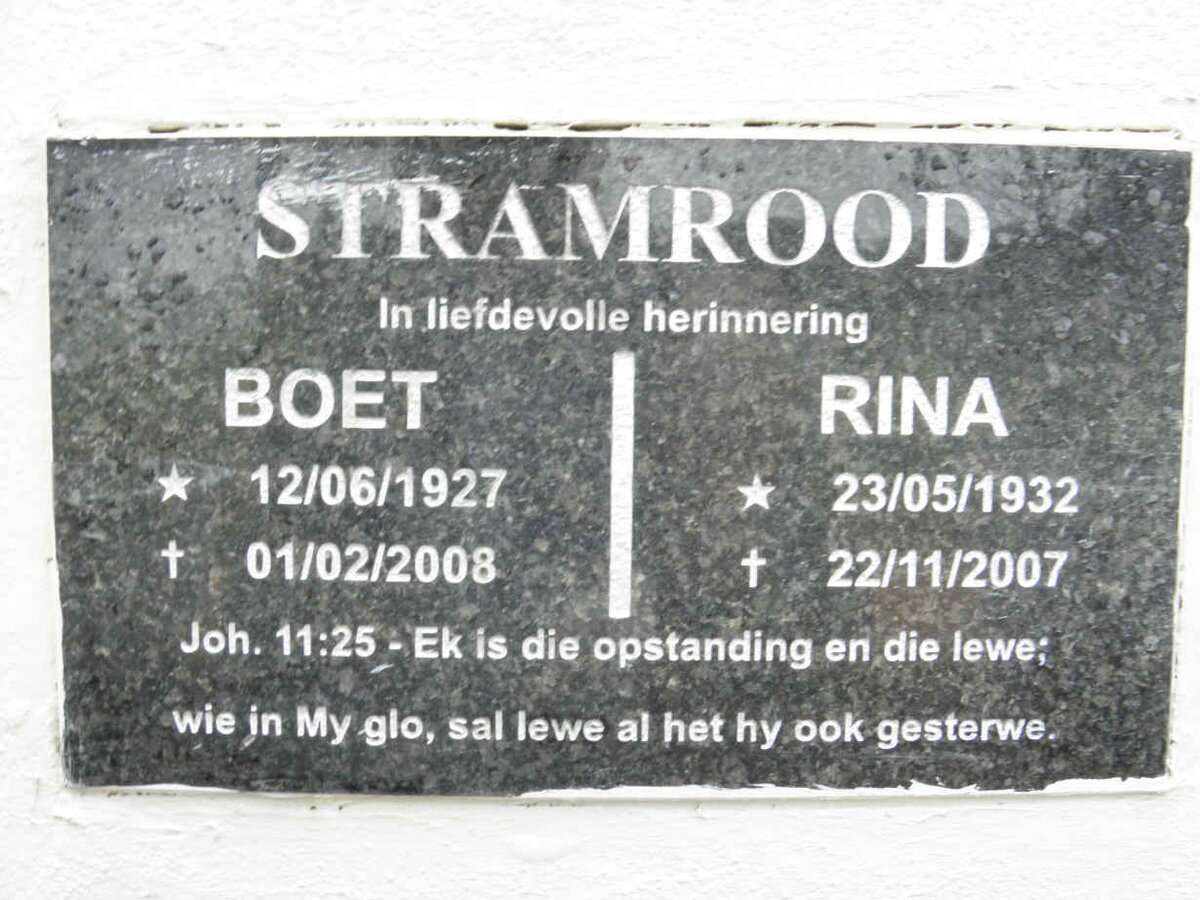 STRAMROOD
In liefdevolle herinnering
BOET RINA
★ 12/06/1927 ★ 23/05/1932
✝ 01/02/2008 ✝ 22/11/2007
Joh. 11:25 - Ek is die opstanding en die lewe;
wie in My glo, sal lewe al het hy ook gesterwe.